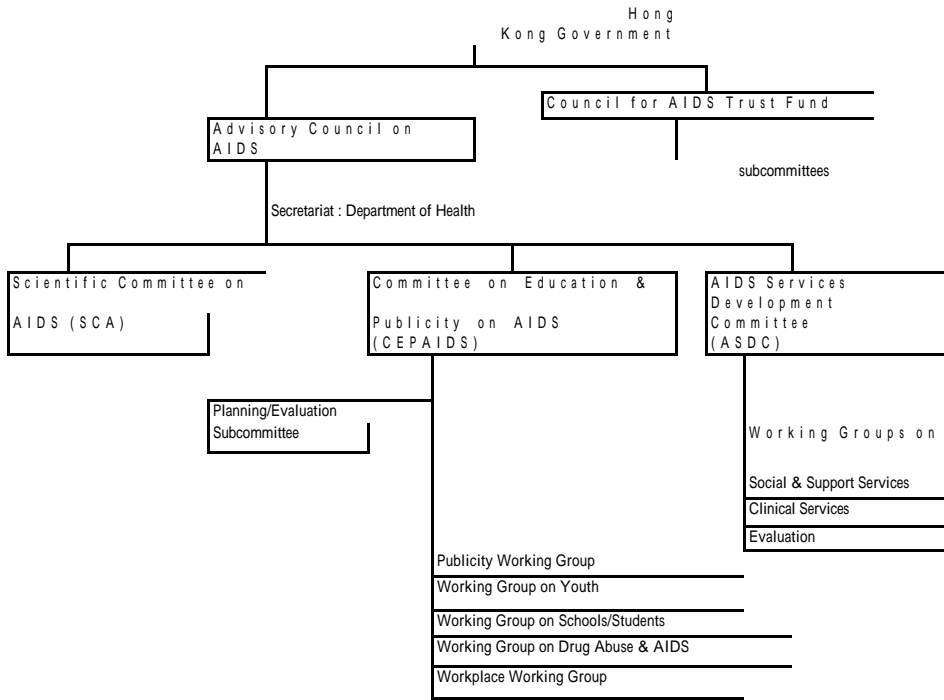 Hong
Kong Government
Council for AIDS Trust Fund
Advisory Council on
AIDS
subcommittees
Secretariat : Department of Health
Scientific Committee on
AIDS (SCA)
Committee on Education &
Publicity on AIDS
(CEPAIDS)
AIDS Services
Development
Committee
(ASDC)
Planning/Evaluation
Subcommittee
Working Groups on
Social & Support Services
Clinical Services
Evaluation
Publicity Working Group
Working Group on Youth
Working Group on Schools/Students
Working Group on Drug Abuse & AIDS
Workplace Working Group